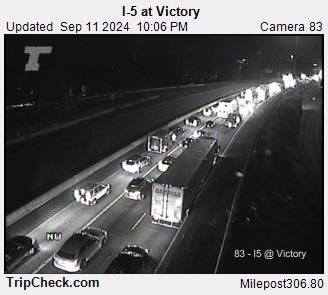 I-5 at Victory
Updated Sep 11 2024 10:06 PM Camera 83
T
NW
83 - I5 @ Victory
TripCheck.com Milepost306.80